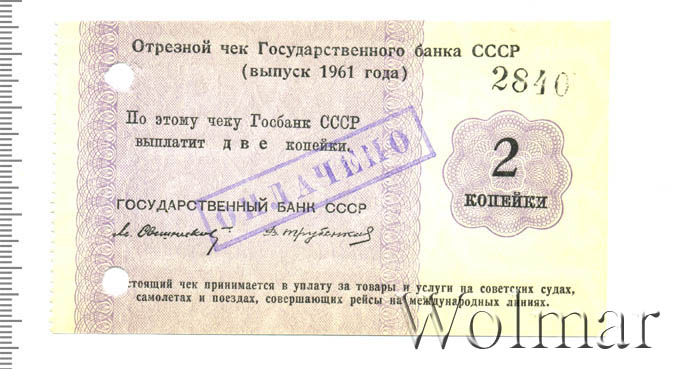 Отрезной чек Государственного банка СССР
(выпуск 1961 года)
2840
По этому чеку Госбанк СССР
выплатит две копейки.
ОПЛАЧЕНО
2
КОПЕЙКИ
ГОСУДАРСТВЕННЫЙ БАНК СССР
стоящий чек принимается в уплату за товары и услуги на советских судах,
самолетах и поездах, совершающих рейсы на международных линиях.
Wolmar